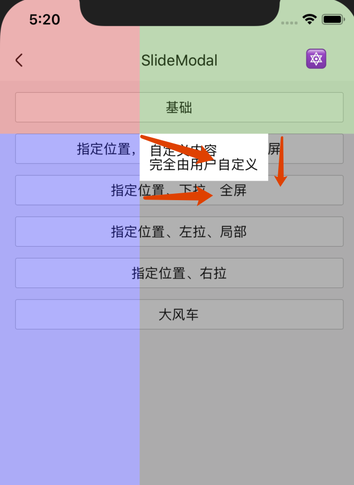 5:20
SlideModal
基础
指定位置，
屏
自定义内容
完全由用户自定义
指定位置、下拉、全屏
指定位置、左拉、局部
指定位置、右拉
大风车